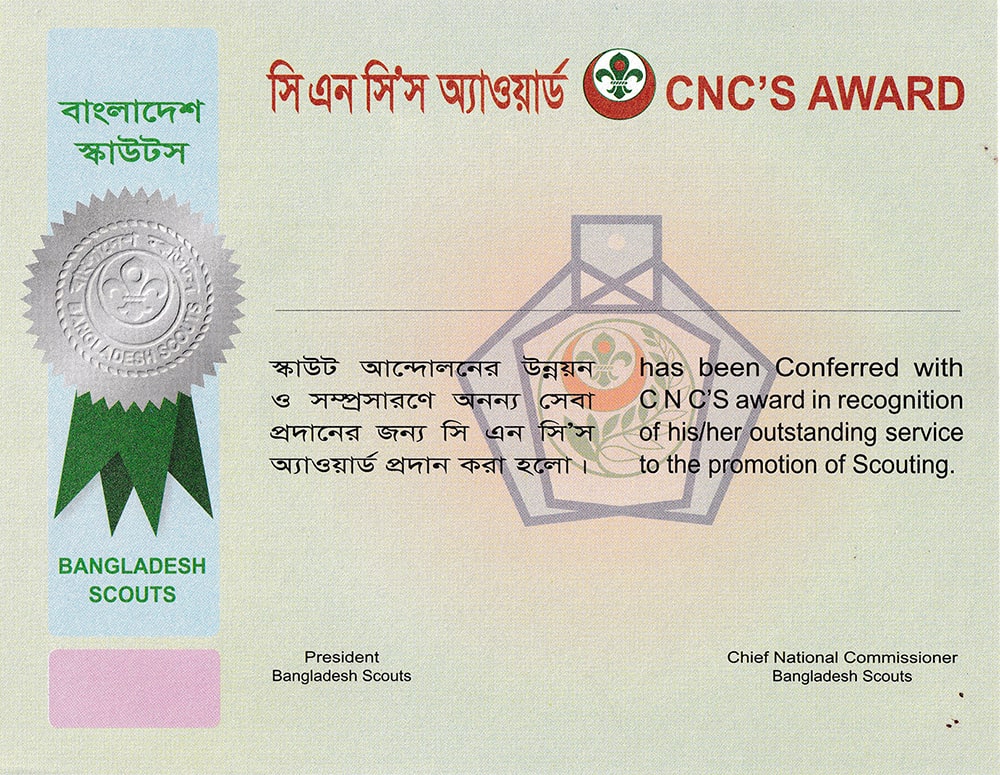 বাংলাদেশ
স্কাউটস
সি এন সি'স অ্যাওয়ার্ড CNC'S AWARD
BANGLADESH SCOUTS
স্কাউট আন্দোলনের উন্নয়ন
ও সম্প্রসারণে অনন্য সেবা
প্রদানের জন্য সি এন সি'স
অ্যাওয়ার্ড প্রদান করা হলো।
has been Conferred with
C N C'S award in recognition
of his/her outstanding service
to the promotion of Scouting.
BANGLADESH
SCOUTS
President
Bangladesh Scouts
Chief National Commissioner
Bangladesh Scouts